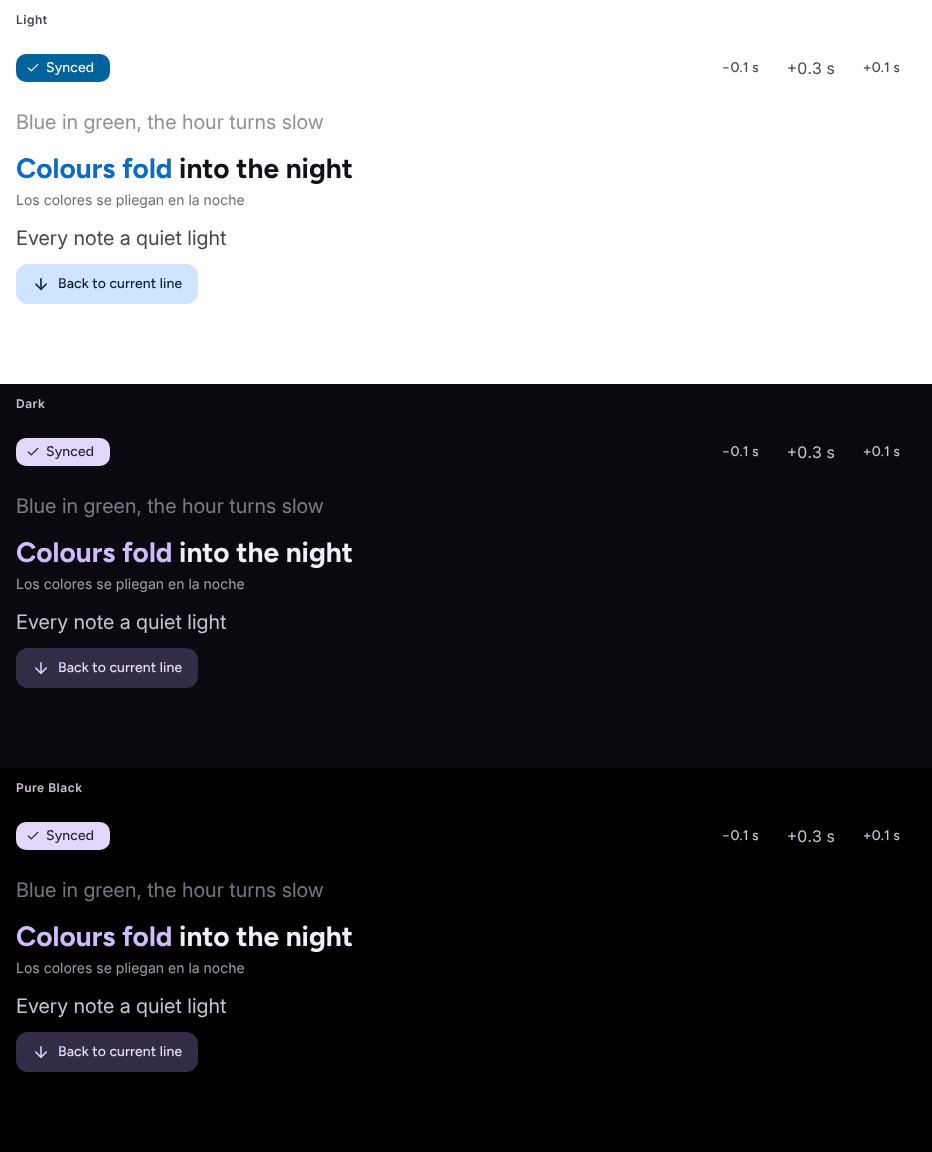 Light
Synced −0.1 s +0.3 s +0.1 s
Blue in green, the hour turns slow
Colours fold into the night
Los colores se pliegan en la noche
Every note a quiet light
Back to current line
Dark
Synced −0.1 s +0.3 s +0.1 s
Blue in green, the hour turns slow
Colours fold into the night
Los colores se pliegan en la noche
Every note a quiet light
Back to current line
Pure Black
Synced −0.1 s +0.3 s +0.1 s
Blue in green, the hour turns slow
Colours fold into the night
Los colores se pliegan en la noche
Every note a quiet light
Back to current line